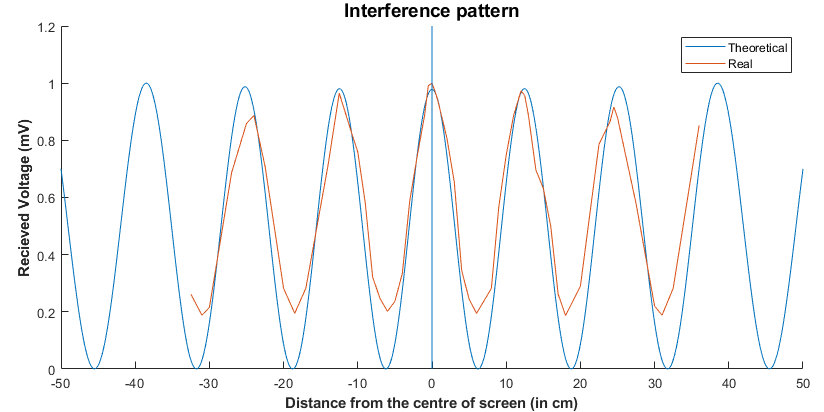 Interference pattern
Theoretical
Real
Recieved Voltage (mV)
1.2
1
0.8
0.6
0.4
0.2
0
-50 -40 -30 -20 -10 0 10 20 30 40 50
Distance from the centre of screen (in cm)